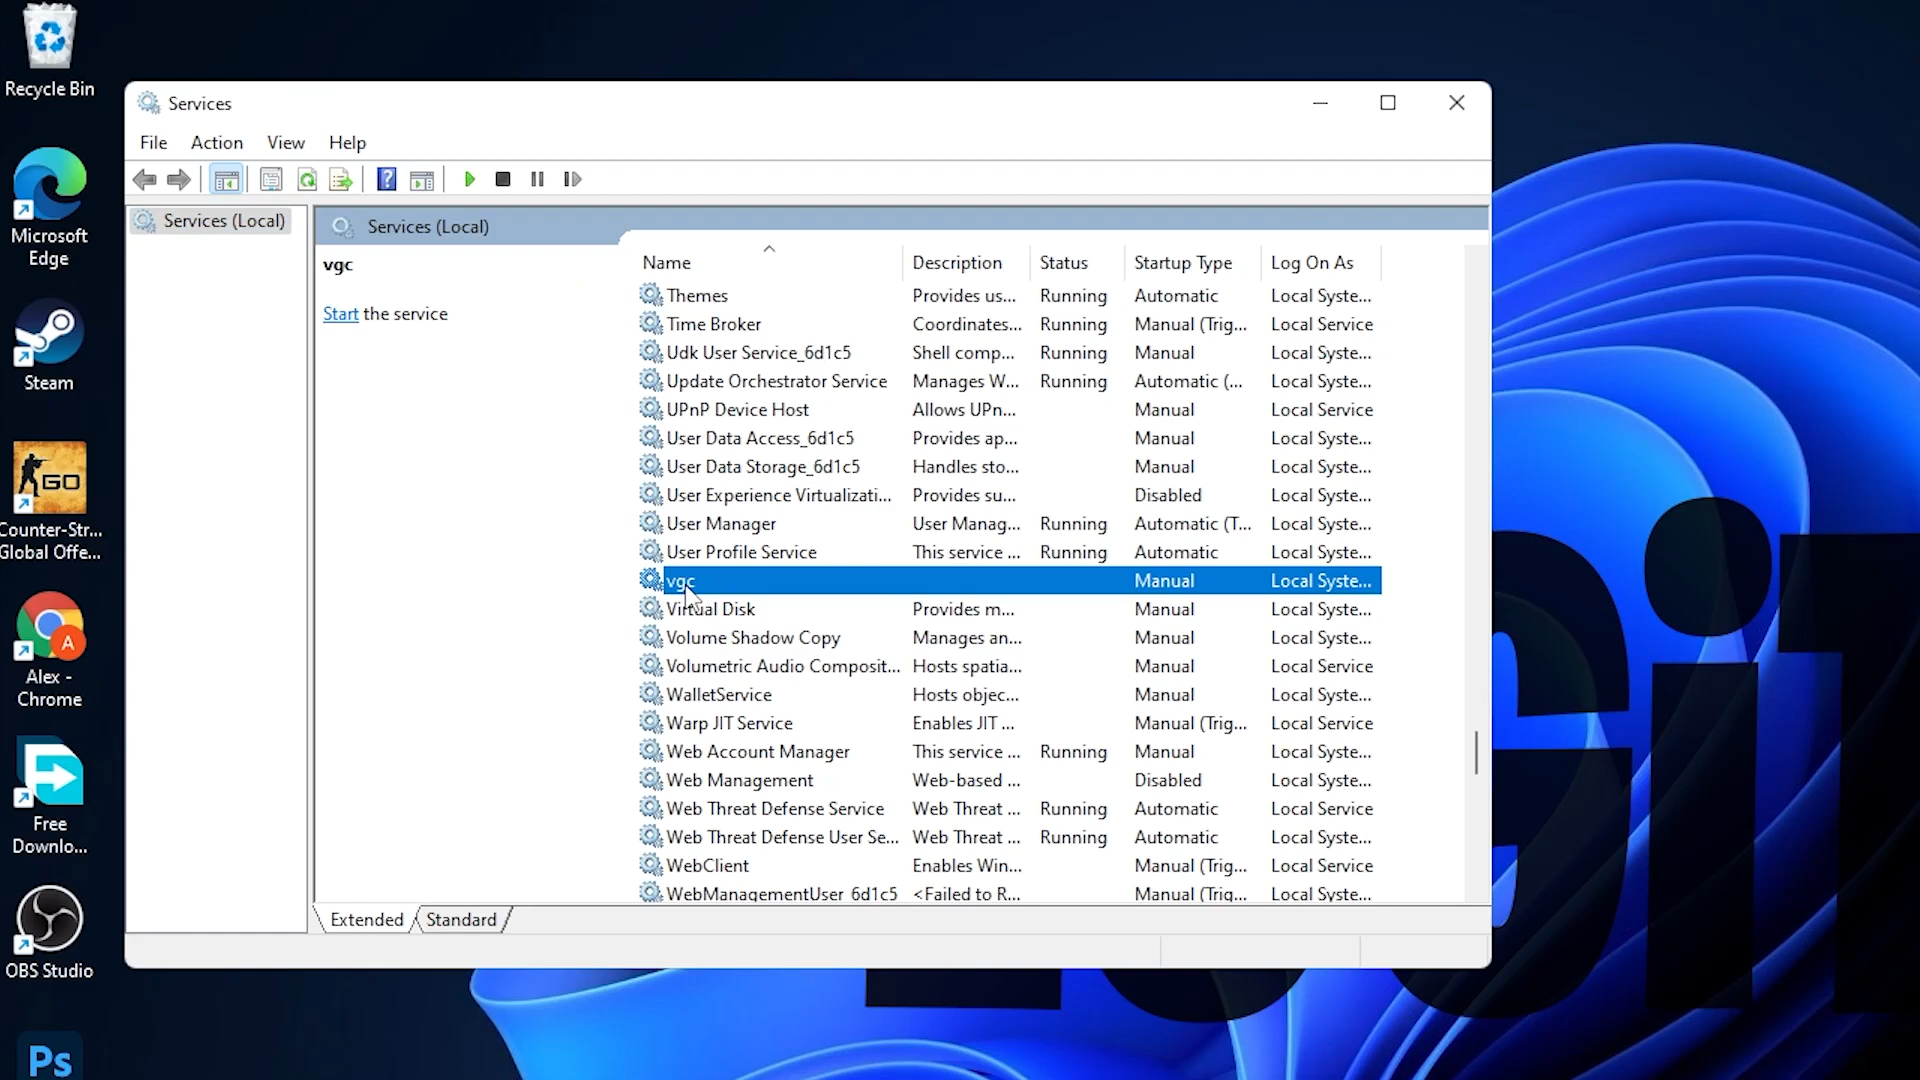 Recycle Bin
Microsoft
Edge
Steam
GO
Counter-Str...
Global Offe...
A
Alex -
Chrome
Free
Downlo...
OBS Studio
Ps
Services
File Action View Help
?
Services (Local)
Services (Local)
vgc
Start the service
Name Description Status Startup Type Log On As
Themes Provides us... Running Automatic Local Syste...
Time Broker Coordinates... Running Manual (Trig... Local Service
Udk User Service_6d1c5 Shell comp... Running Manual Local Syste...
Update Orchestrator Service Manages W... Running Automatic (... Local Syste...
UPnP Device Host Allows UPn... Manual Local Service
User Data Access_6d1c5 Provides ap... Manual Local Syste...
User Data Storage_6d1c5 Handles sto... Manual Local Syste...
User Experience Virtualizati... Provides su... Disabled Local Syste...
User Manager User Manag... Running Automatic (T... Local Syste...
User Profile Service This service ... Running Automatic Local Syste...
vgc Manual Local Syste...
Virtual Disk Provides m... Manual Local Syste...
Volume Shadow Copy Manages an... Manual Local Syste...
Volumetric Audio Composit... Hosts spatia... Manual Local Service
WalletService Hosts objec... Manual Local Syste...
Warp JIT Service Enables JIT ... Manual (Trig... Local Service
Web Account Manager This service ... Running Manual Local Syste...
Web Management Web-based ... Disabled Local Syste...
Web Threat Defense Service Web Threat ... Running Automatic Local Service
Web Threat Defense User Se... Web Threat ... Running Automatic Local Syste...
WebClient Enables Win... Manual (Trig... Local Service
WebManagementUser_6d1c5 <Failed to R... Manual (Trig... Local Syste...
Extended Standard